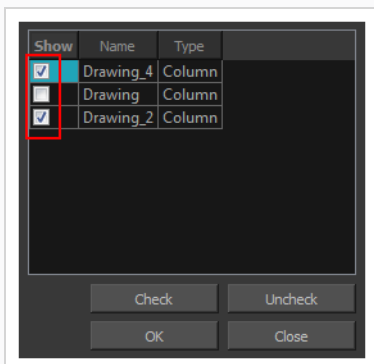 Show Name Type
Drawing_4 Column
Drawing Column
Drawing_2 Column
Check Uncheck
OK Close